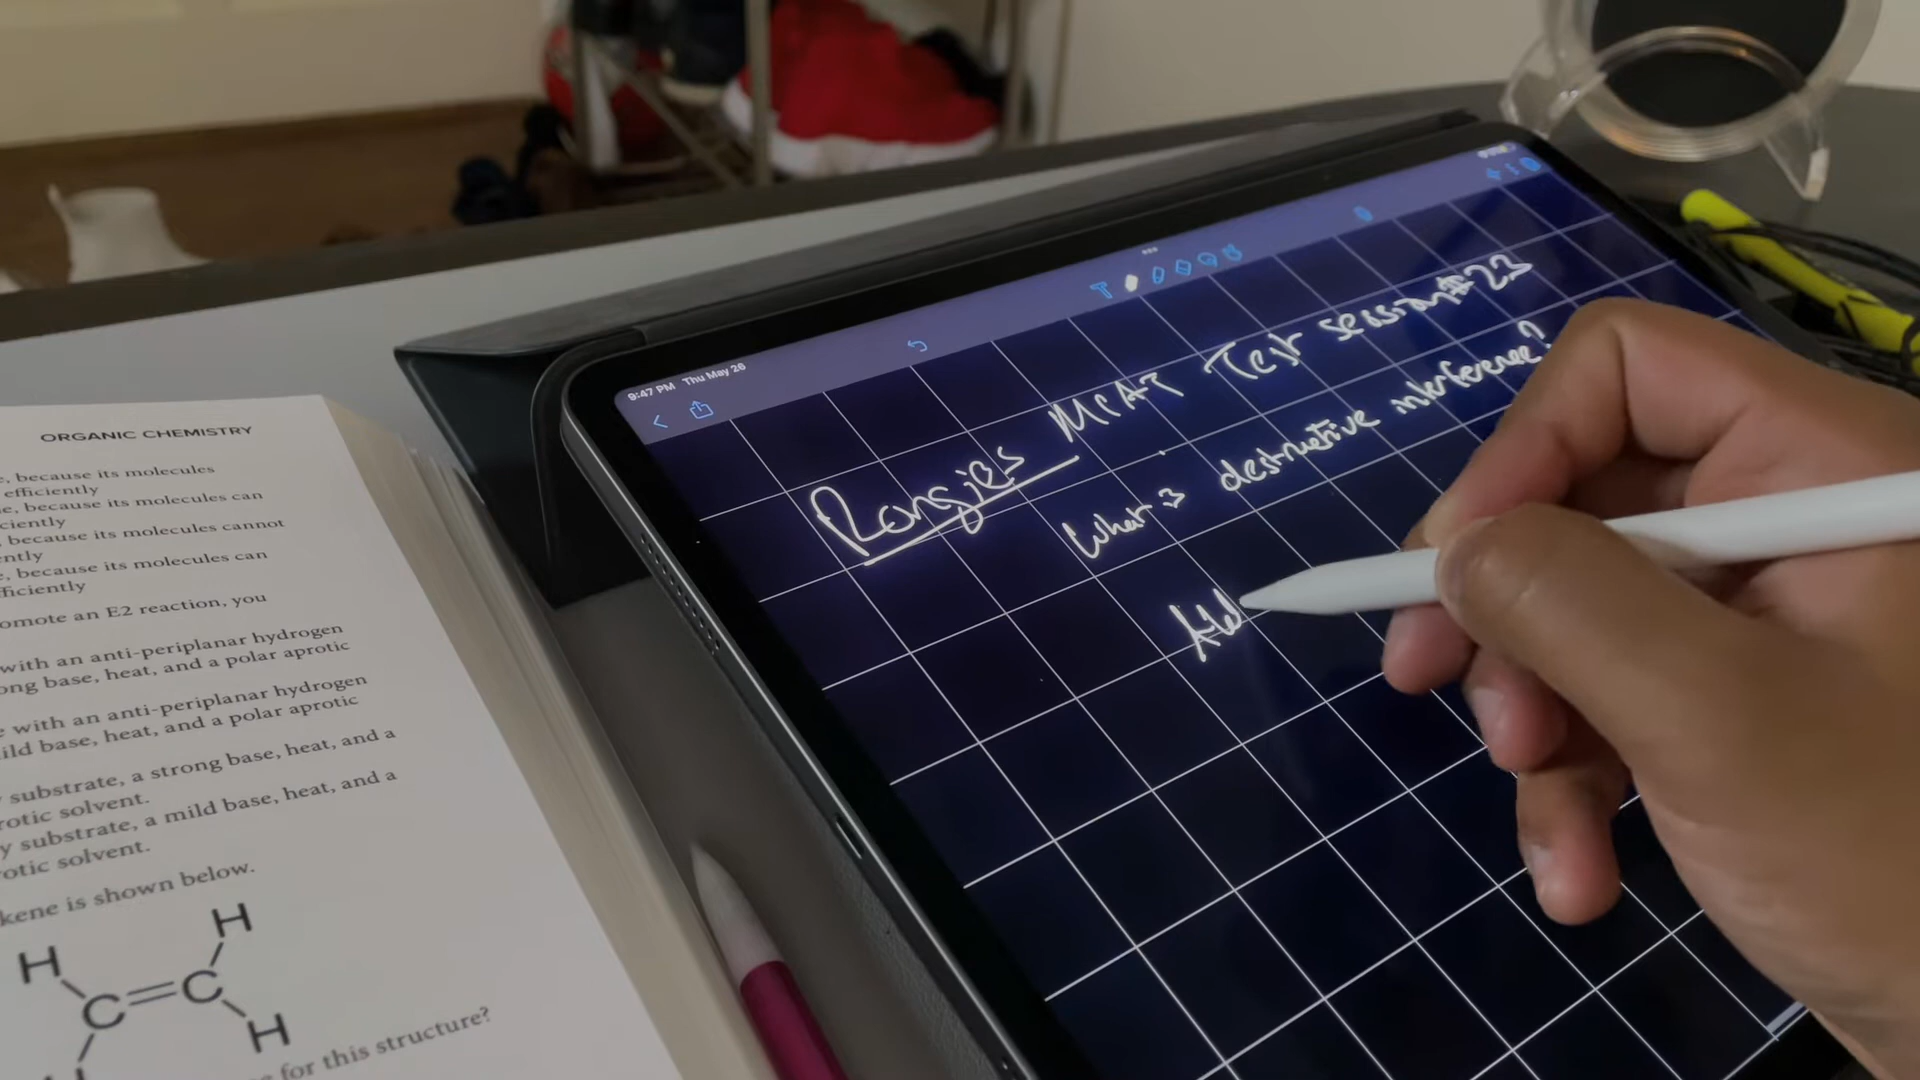 ORGANIC CHEMISTRY
, because its molecules
efficiently
e, because its molecules can
ciently
, because its molecules cannot
ently
e, because its molecules can
fficiently
omote an E2 reaction, you
with an anti-periplanar hydrogen
ong base, heat, and a polar aprotic
e with an anti-periplanar hydrogen
ild base, heat, and a polar aprotic
y substrate, a strong base, heat, and a
rotic solvent.
y substrate, a mild base, heat, and a
rotic solvent.
kene is shown below.
H
H
C
C
H
e for this structure?
9:47 PM Thu May 26
T
MCAT Test session #23
What is destructive interference?